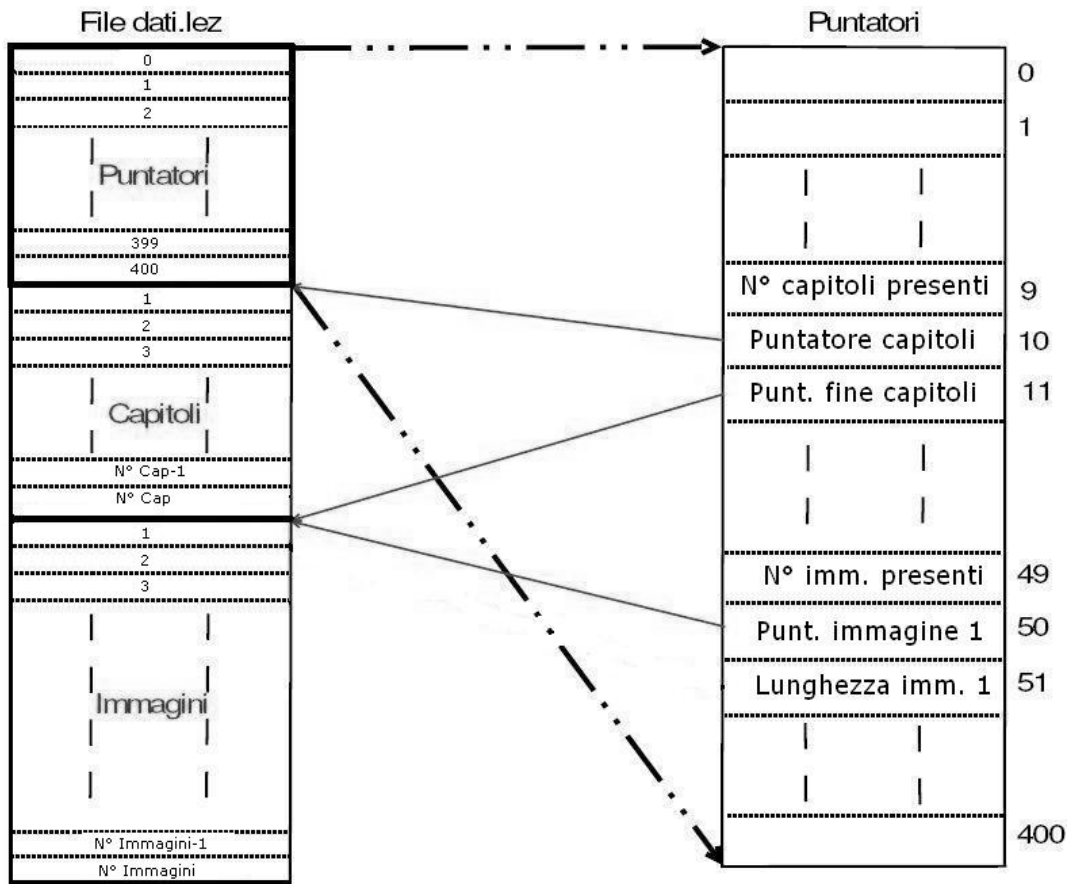 File dati.lez
0
1
2
Puntatori
399
400
1
2
3
Capitoli
N° Cap-1
N° Cap
1
2
3
Immagini
N° Immagini-1
N° Immagini
Puntatori
0
1
N° capitoli presenti 9
Puntatore capitoli 10
Punt. fine capitoli 11
N° imm. presenti 49
Punt. immagine 1 50
Lunghezza imm. 1 51
400